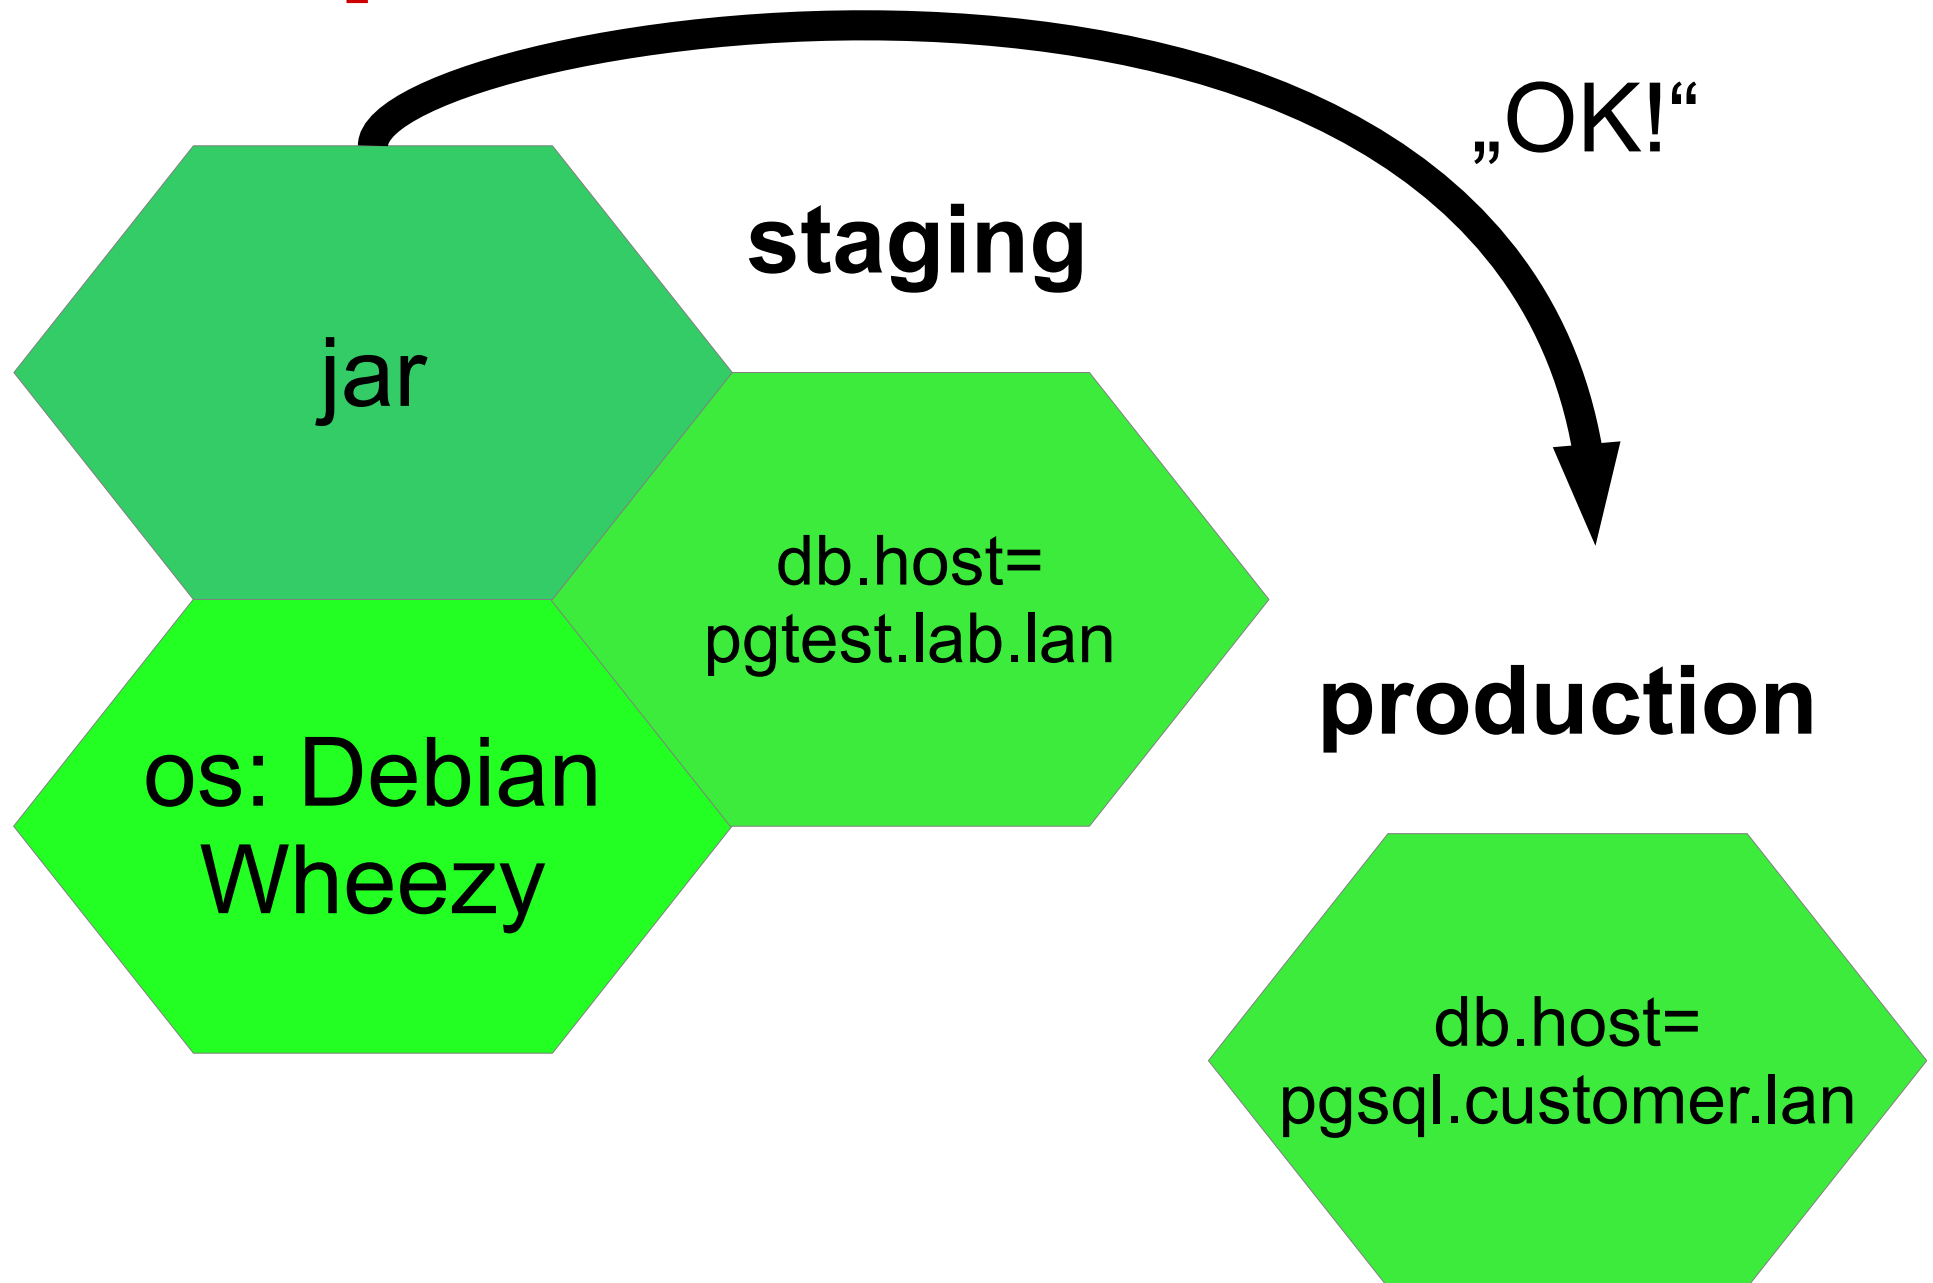 „OK!“
staging
jar
db.host=
pgtest.lab.lan
os: Debian
Wheezy
production
db.host=
pgsql.customer.lan